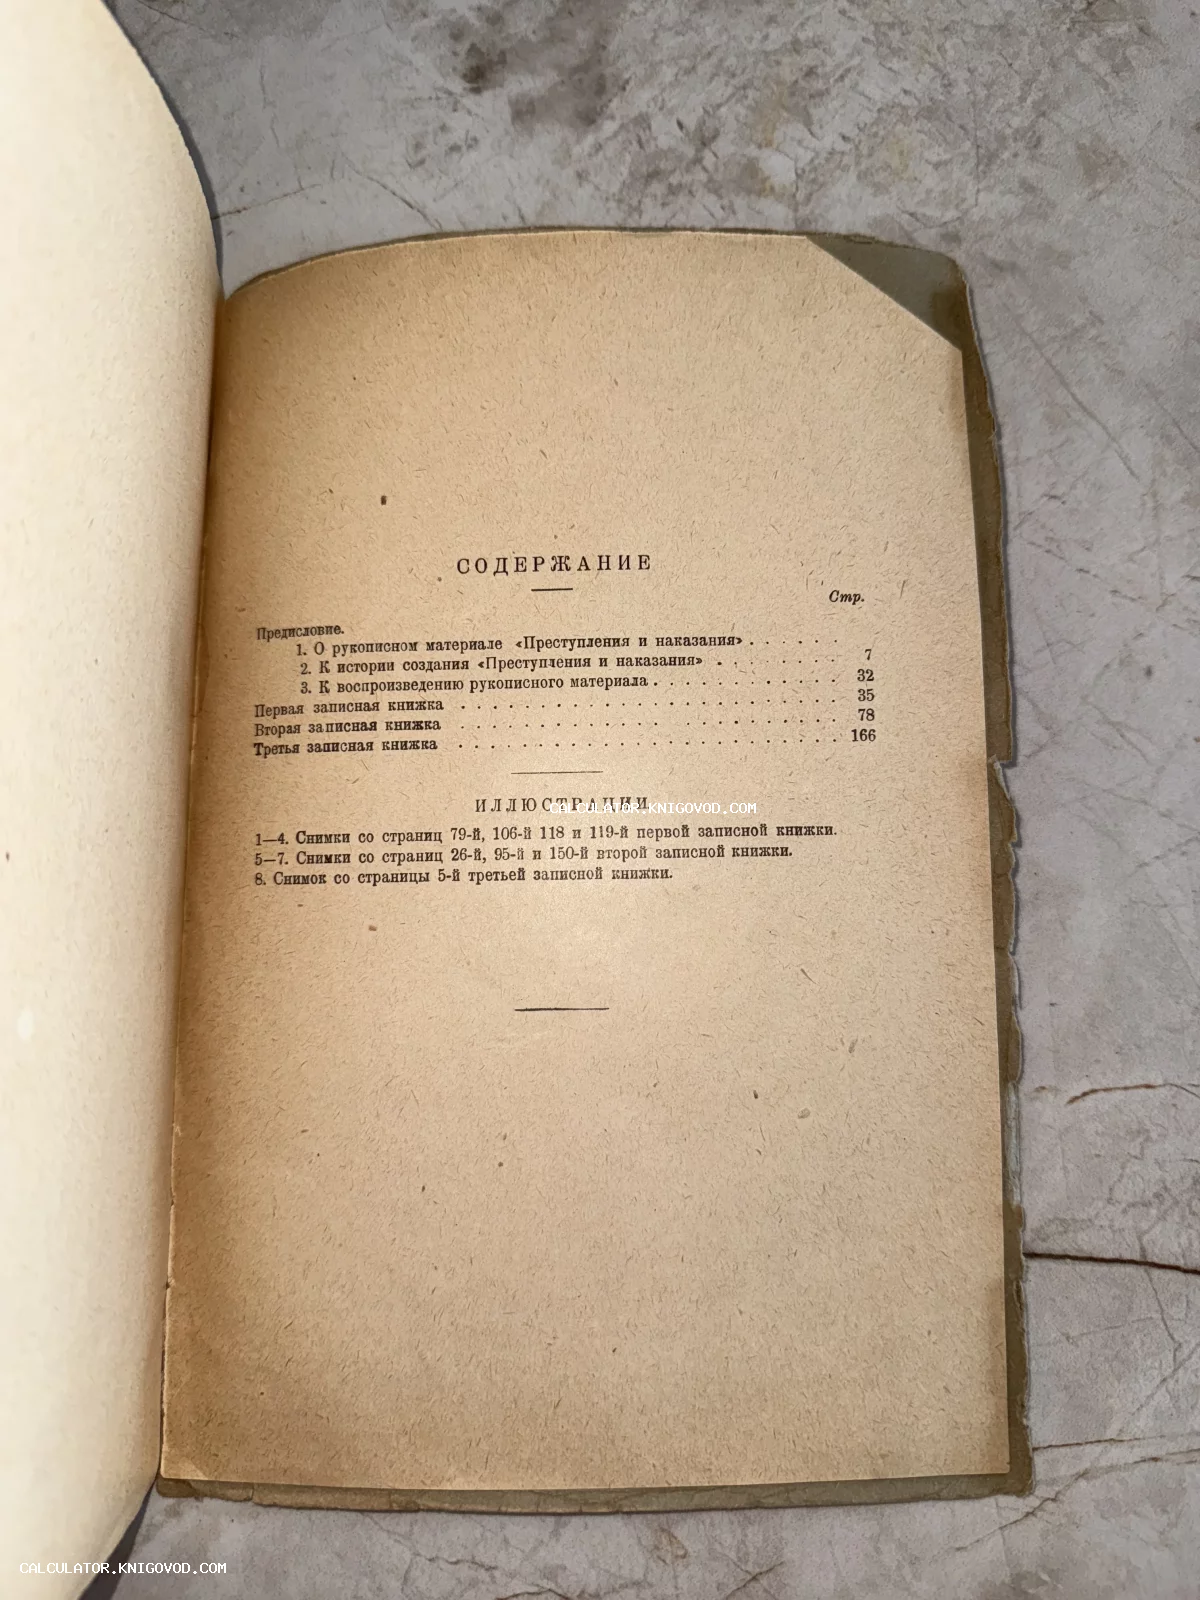 СОДЕРЖАНИЕ
Стр.
Предисловие.
1. О рукописном материале «Преступления и наказания» . . . . . .
2. К истории создания «Преступления и наказания» . . . . . . . 7
3. К воспроизведению рукописного материала . . . . . . . . . . . 32
Первая записная книжка . . . . . . . . . . . . . . . . . . . . 35
Вторая записная книжка . . . . . . . . . . . . . . . . . . . 78
Третья записная книжка . . . . . . . . . . . . . . . . . . . . 166
ИЛЛЮСТРАЦИИ
CALCULATOR.KNIGOVOD.COM
1—4. Снимки со страниц 79-й, 106-й 118 и 119-й первой записной книжки.
5—7. Снимки со страниц 26-й, 95-й и 150-й второй записной книжки.
8. Снимок со страницы 5-й третьей записной книжки.
CALCULATOR.KNIGOVOD.COM